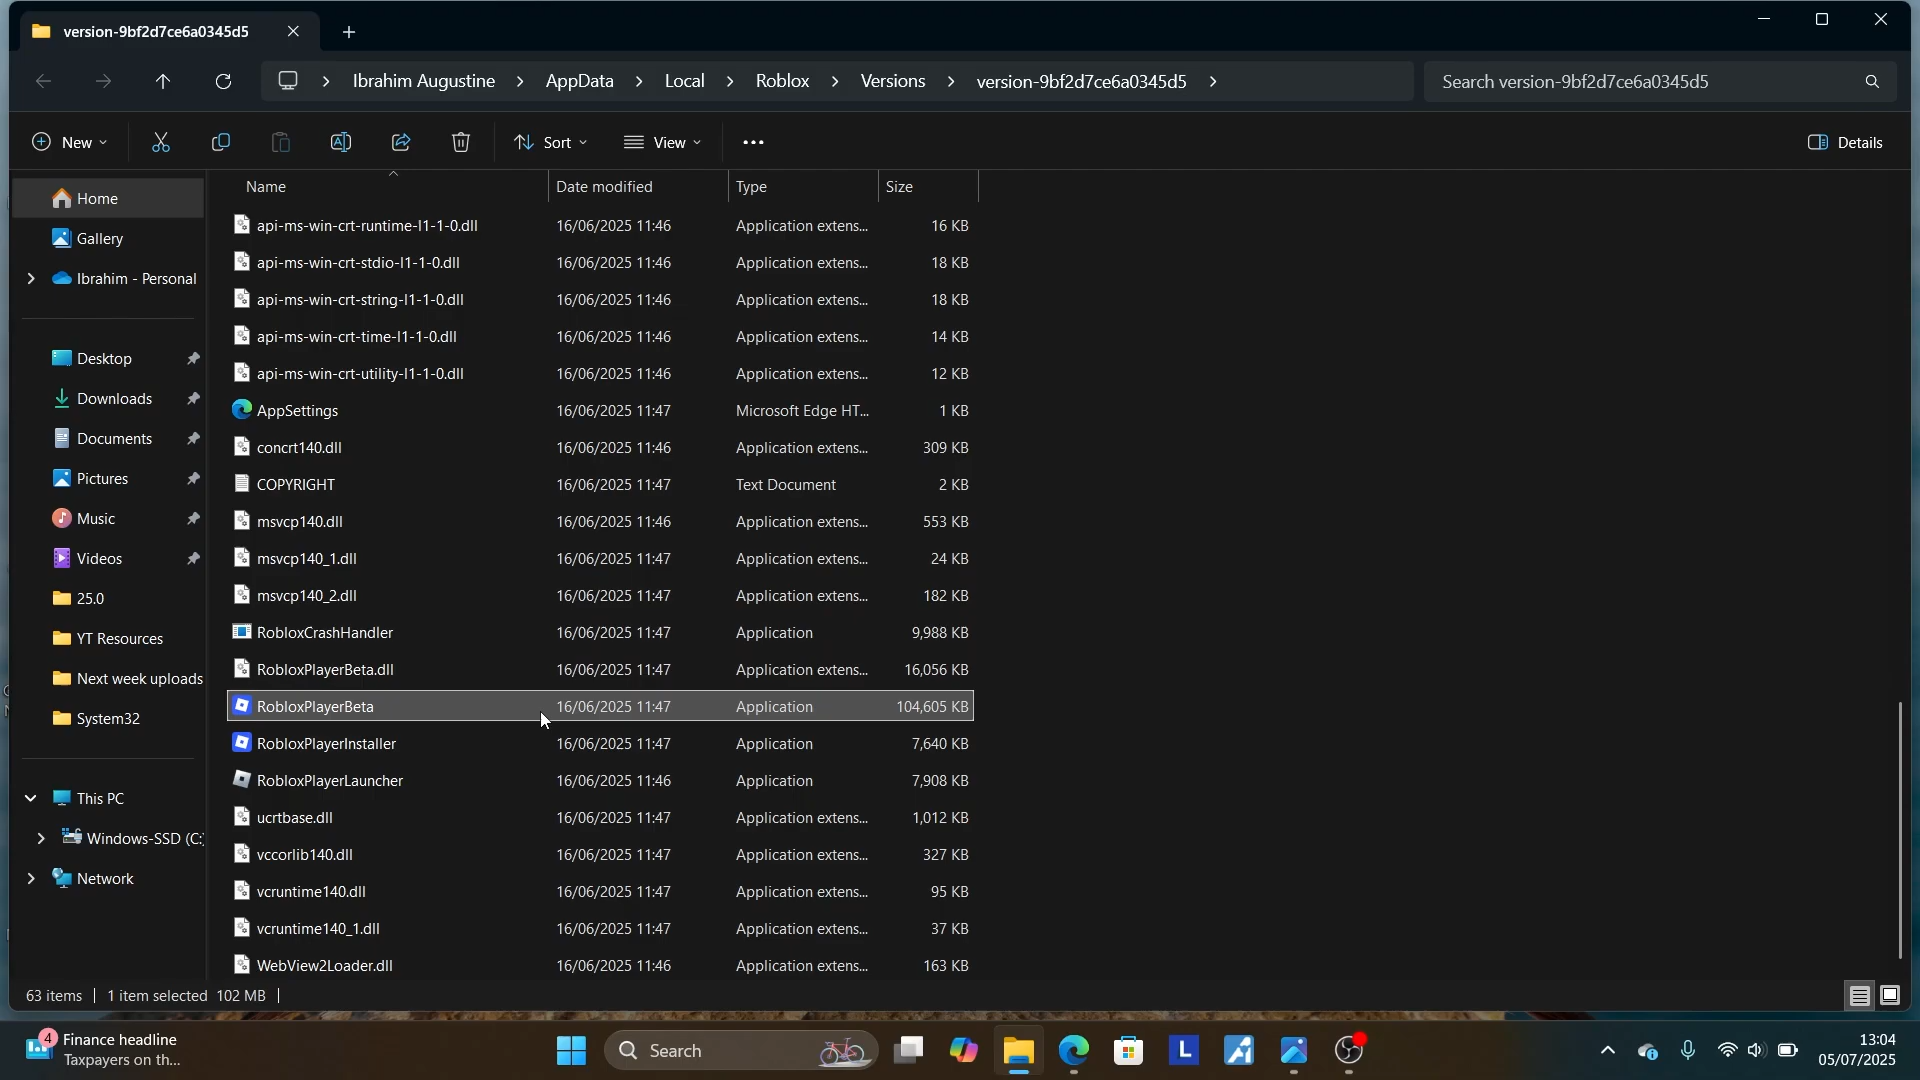 version-9bf2d7ce6a0345d5
Ibrahim Augustine > AppData > Local > Roblox > Versions > version-9bf2d7ce6a0345d5 >
Search version-9bf2d7ce6a0345d5
New
Sort
View
Details
Name
Date modified
Type
Size
Home
Gallery
Ibrahim - Personal
Desktop
Downloads
Documents
Pictures
Music
Videos
25.0
YT Resources
Next week uploads
System32
This PC
Windows-SSD (C:)
Network
api-ms-win-crt-runtime-l1-1-0.dll 16/06/2025 11:46 Application extens... 16 KB
api-ms-win-crt-stdio-l1-1-0.dll 16/06/2025 11:46 Application extens... 18 KB
api-ms-win-crt-string-l1-1-0.dll 16/06/2025 11:46 Application extens... 18 KB
api-ms-win-crt-time-l1-1-0.dll 16/06/2025 11:46 Application extens... 14 KB
api-ms-win-crt-utility-l1-1-0.dll 16/06/2025 11:46 Application extens... 12 KB
AppSettings 16/06/2025 11:47 Microsoft Edge HT... 1 KB
concrt140.dll 16/06/2025 11:46 Application extens... 309 KB
COPYRIGHT 16/06/2025 11:47 Text Document 2 KB
msvcp140.dll 16/06/2025 11:46 Application extens... 553 KB
msvcp140_1.dll 16/06/2025 11:47 Application extens... 24 KB
msvcp140_2.dll 16/06/2025 11:47 Application extens... 182 KB
RobloxCrashHandler 16/06/2025 11:47 Application 9,988 KB
RobloxPlayerBeta.dll 16/06/2025 11:47 Application extens... 16,056 KB
RobloxPlayerBeta 16/06/2025 11:47 Application 104,605 KB
RobloxPlayerInstaller 16/06/2025 11:47 Application 7,640 KB
RobloxPlayerLauncher 16/06/2025 11:46 Application 7,908 KB
ucrtbase.dll 16/06/2025 11:47 Application extens... 1,012 KB
vccorlib140.dll 16/06/2025 11:47 Application extens... 327 KB
vcruntime140.dll 16/06/2025 11:47 Application extens... 95 KB
vcruntime140_1.dll 16/06/2025 11:47 Application extens... 37 KB
WebView2Loader.dll 16/06/2025 11:46 Application extens... 163 KB
63 items | 1 item selected 102 MB |
4
Finance headline
Taxpayers on th...
Search
L
13:04
05/07/2025